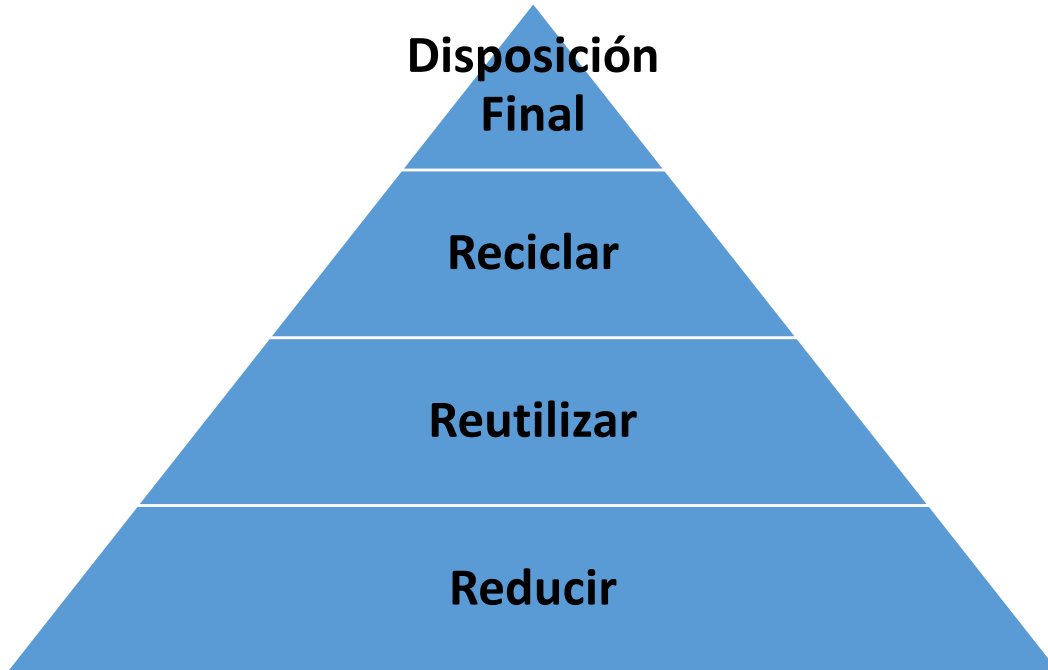 Disposición
Final
Reciclar
Reutilizar
Reducir